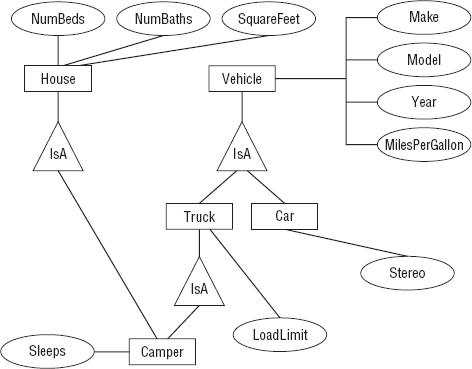 NumBeds
NumBaths
SquareFeet
Make
House
Vehicle
Model
Year
MilesPerGallon
IsA
IsA
Truck
Car
Stereo
IsA
LoadLimit
Sleeps
Camper